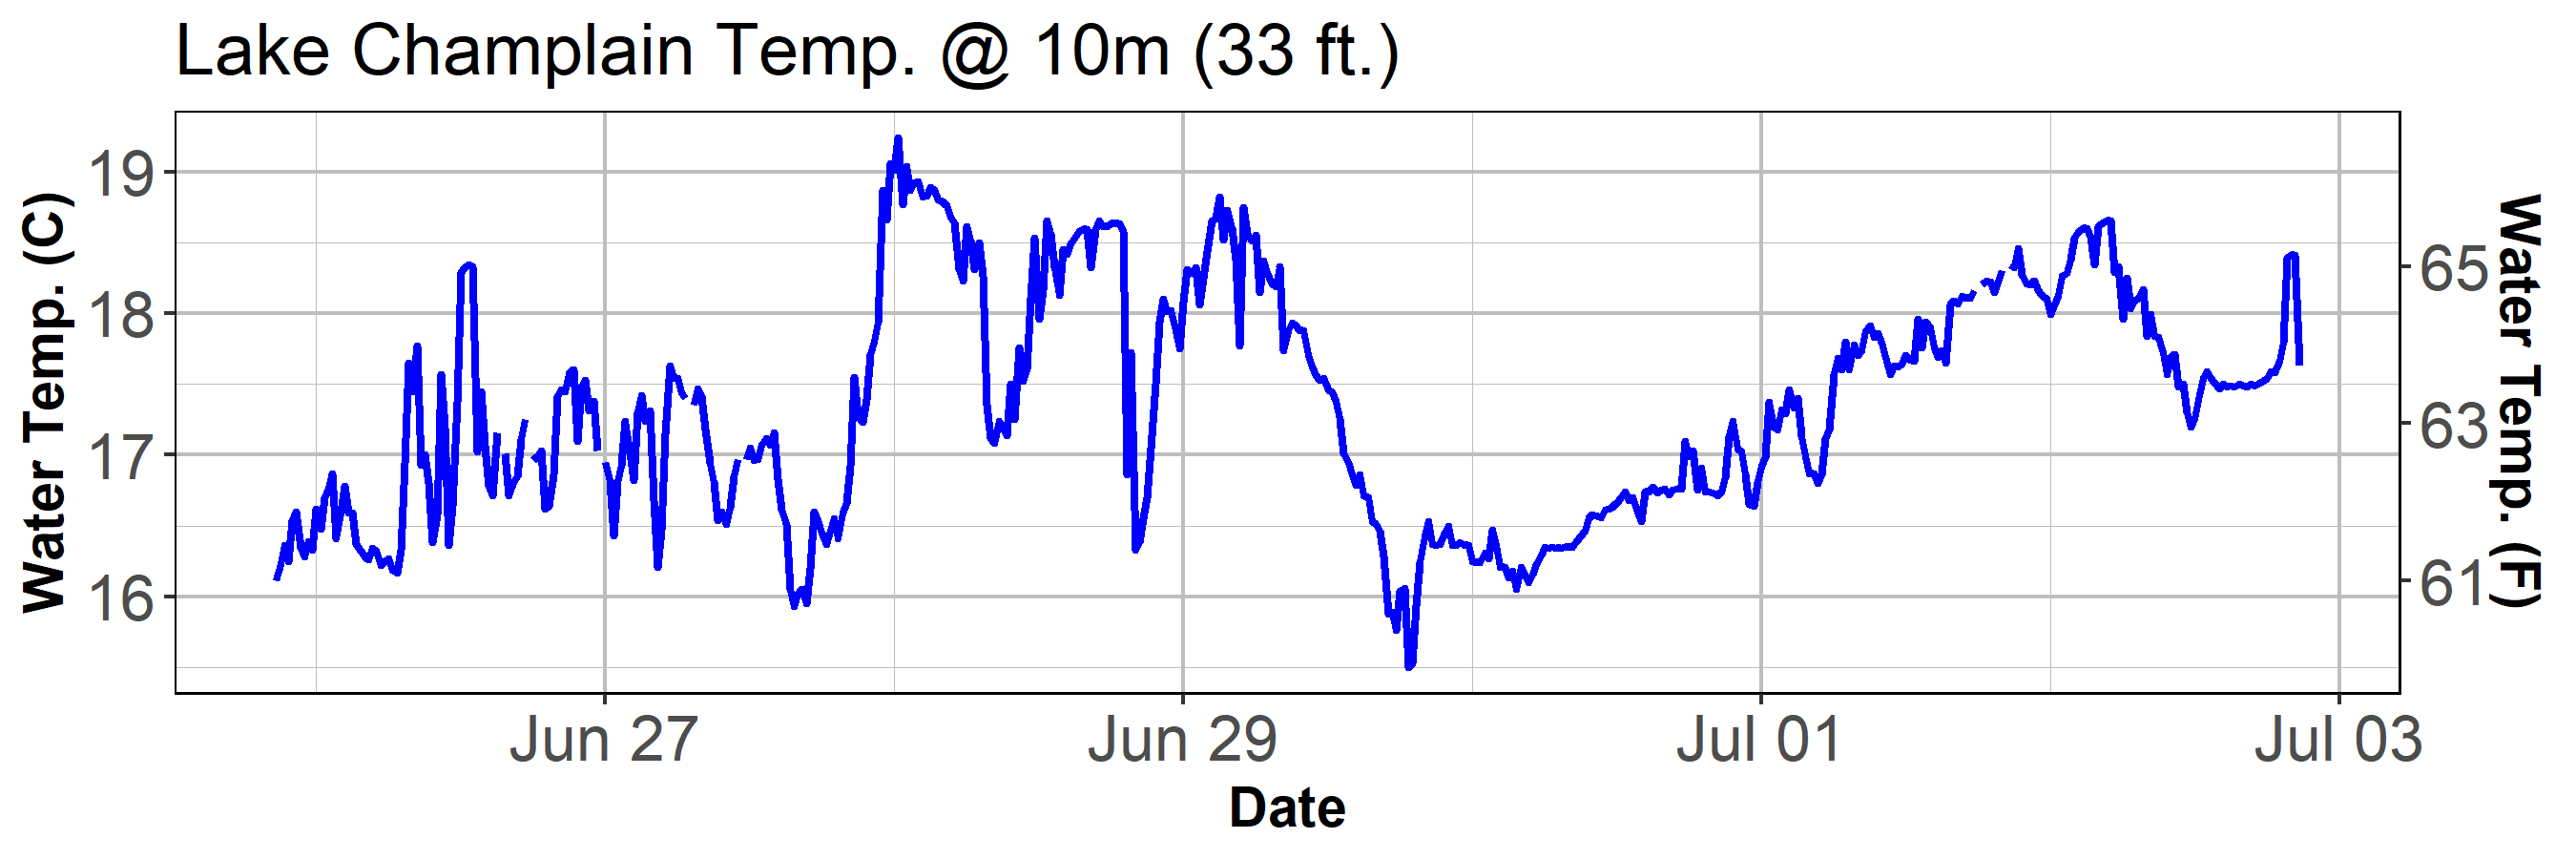 Lake Champlain Temp. @ 10m (33 ft.)
Water Temp. (C)
19
18
17
16
65
63
61
Water Temp. (F)
Jun 27
Jun 29
Jul 01
Jul 03
Date